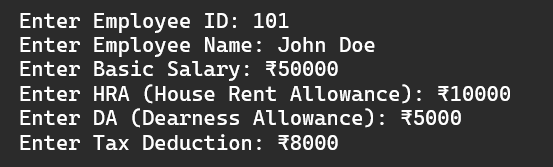 Enter Employee ID: 101
Enter Employee Name: John Doe
Enter Basic Salary: ₹50000
Enter HRA (House Rent Allowance): ₹10000
Enter DA (Dearness Allowance): ₹5000
Enter Tax Deduction: ₹8000